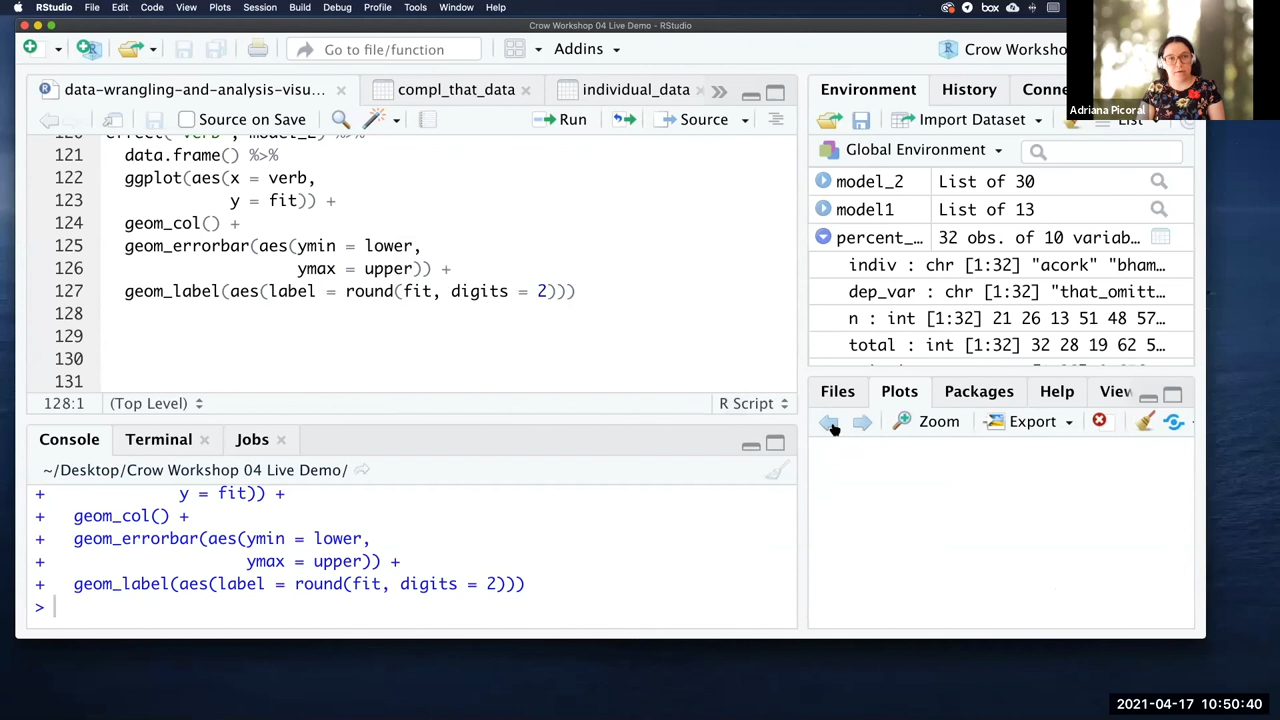 RStudio File Edit Code View Plots Session Build Debug Profile Tools Window Help box
Crow Workshop 04 Live Demo - RStudio
Go to file/function Addins Crow Worksho
Adriana Picoral
data-wrangling-and-analysis-visu... compl_that_data individual_data
Source on Save Run Source
121 data.frame() %>%
122 ggplot(aes(x = verb,
123 y = fit)) +
124 geom_col() +
125 geom_errorbar(aes(ymin = lower,
126 ymax = upper)) +
127 geom_label(aes(label = round(fit, digits = 2)))
128
129
130
131
128:1 (Top Level) R Script
Console Terminal Jobs
~/Desktop/Crow Workshop 04 Live Demo/
+ y = fit)) +
+ geom_col() +
+ geom_errorbar(aes(ymin = lower,
+ ymax = upper)) +
+ geom_label(aes(label = round(fit, digits = 2)))
>
Environment History Conne
Import Dataset List
Global Environment
model_2 List of 30
model1 List of 13
percent_... 32 obs. of 10 variab...
indiv : chr [1:32] "acork" "bham...
dep_var : chr [1:32] "that_omitt...
n : int [1:32] 21 26 13 51 48 57...
total : int [1:32] 32 28 19 62 5...
Files Plots Packages Help View
Zoom Export
2021-04-17 10:50:40